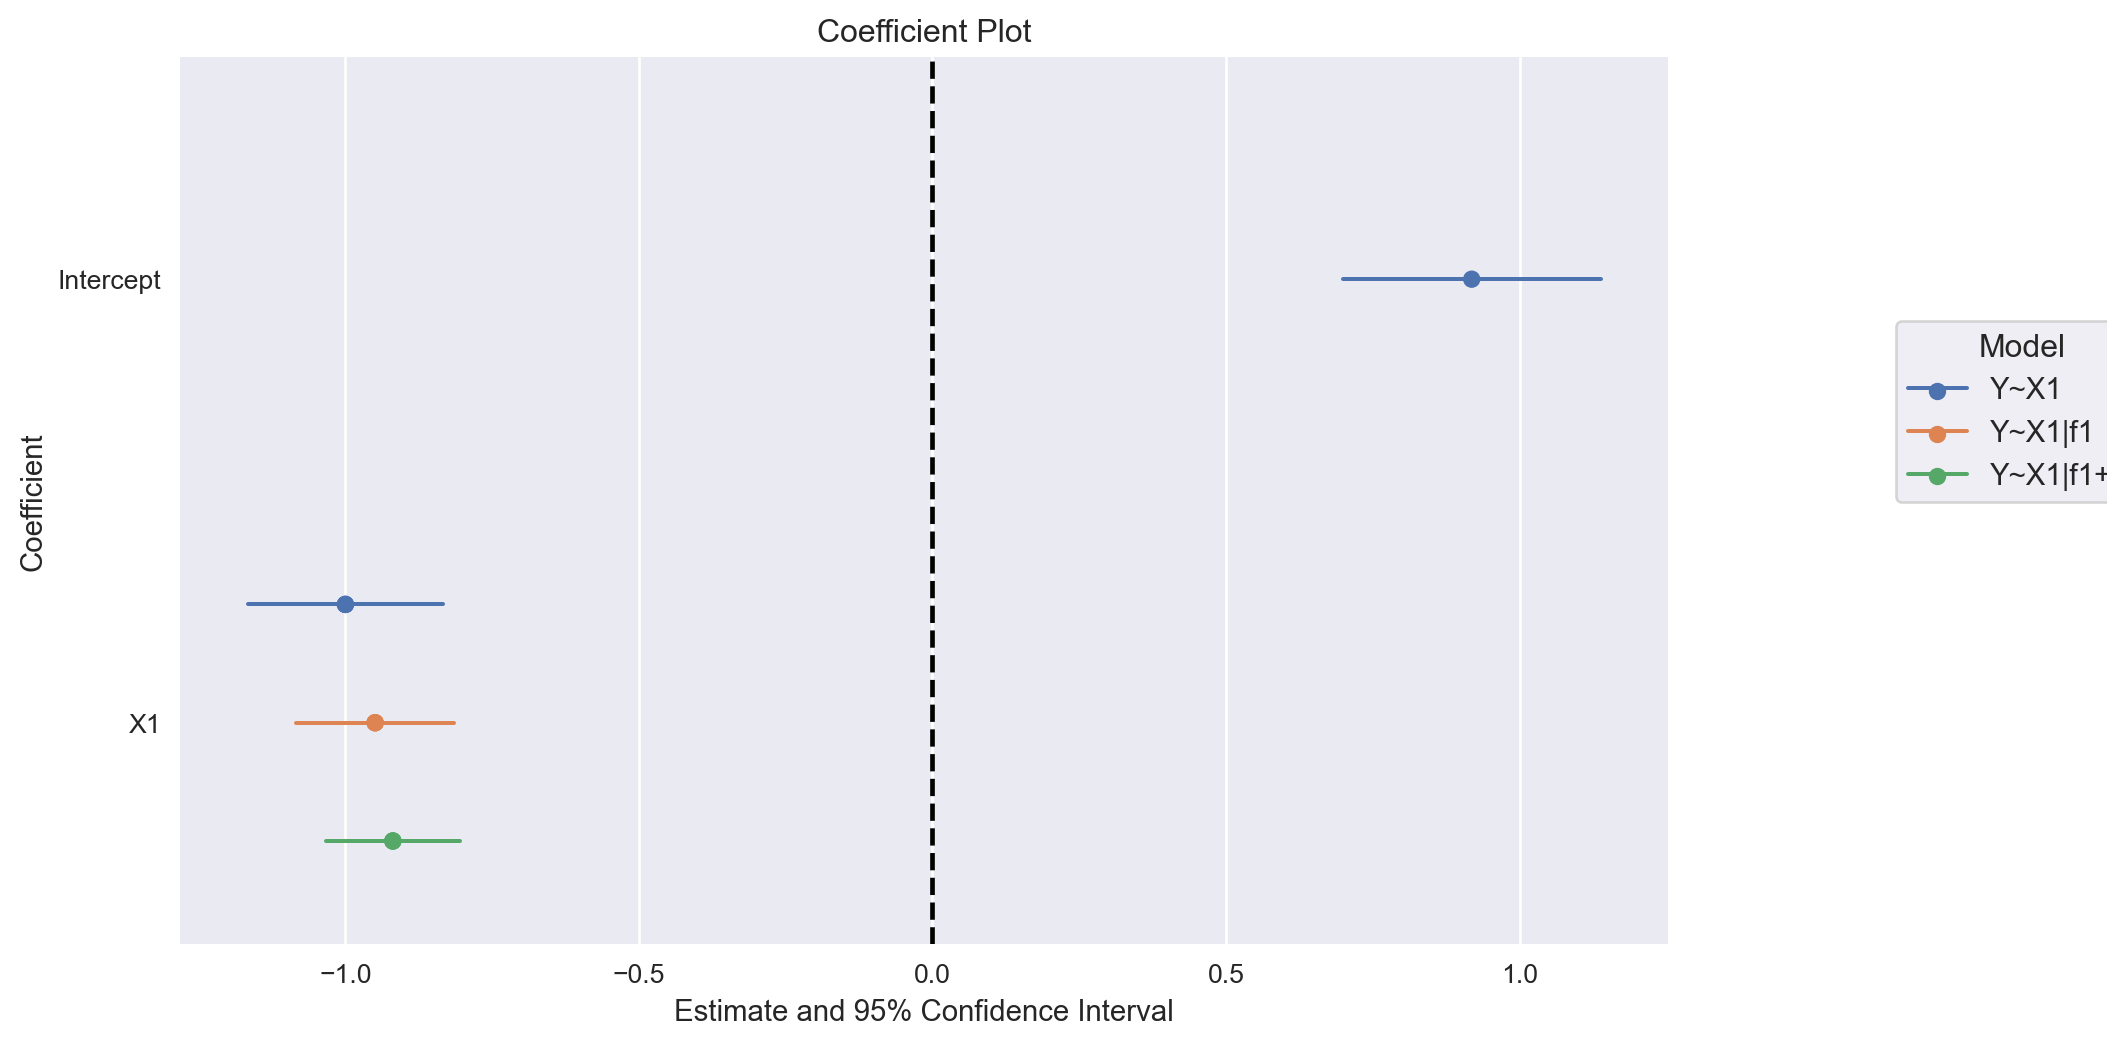 Coefficient Plot
Intercept
X1
Coefficient
−1.0 −0.5 0.0 0.5 1.0
Estimate and 95% Confidence Interval
Model
Y~X1
Y~X1|f1
Y~X1|f1+